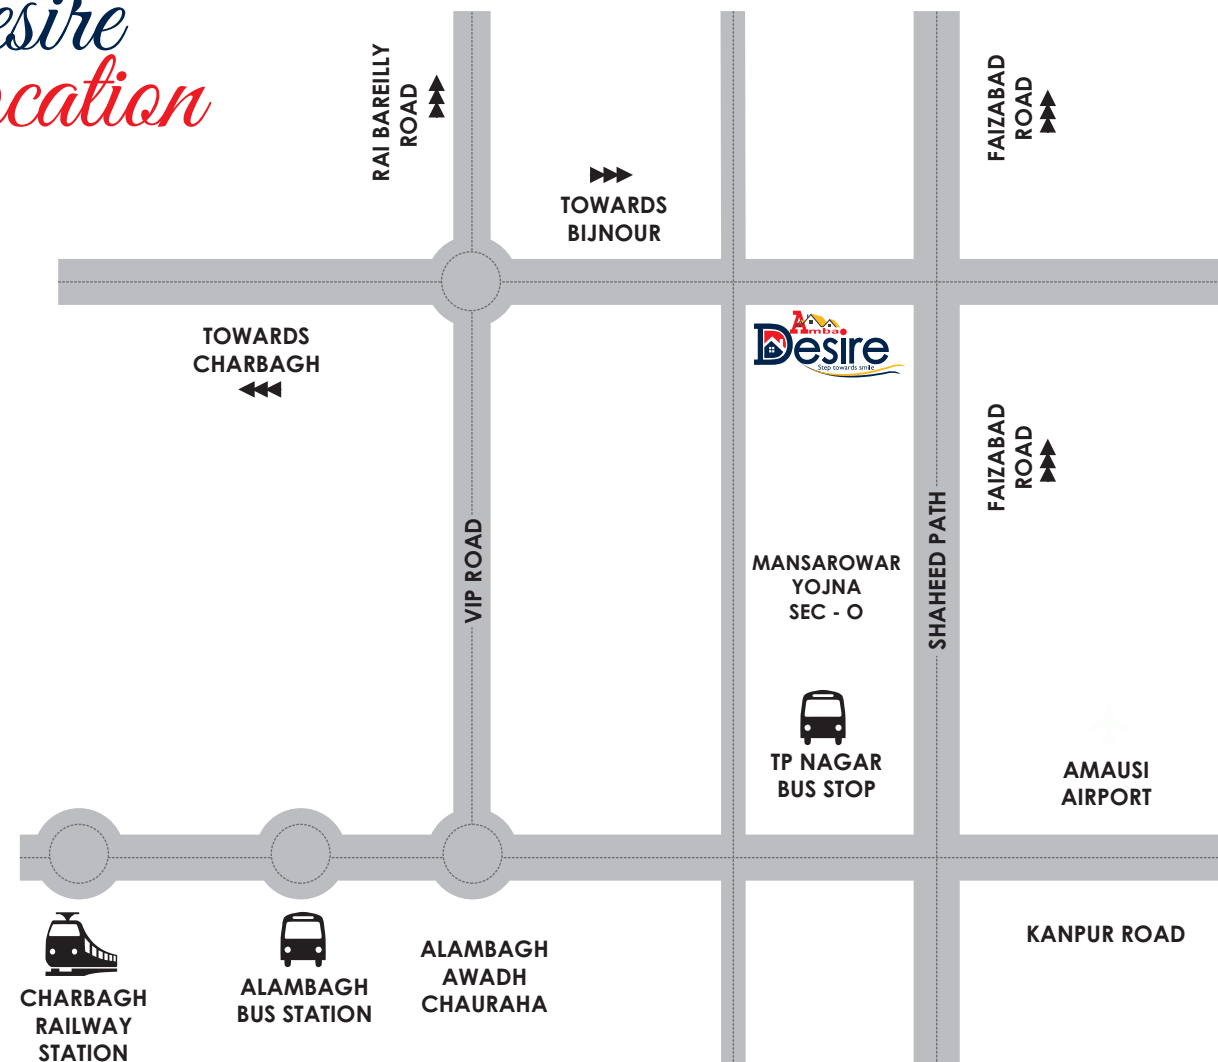 esire
ocation
RAI BAREILLY
ROAD
FAIZABAD
ROAD
TOWARDS
BIJNOUR
TOWARDS
CHARBAGH
Ambai
Desire
Step towards smile
FAIZABAD
ROAD
VIP ROAD
SHAHEED PATH
MANSAROWAR
YOJNA
SEC - O
TP NAGAR
BUS STOP
AMAUSI
AIRPORT
KANPUR ROAD
ALAMBAGH
AWADH
CHAURAHA
ALAMBAGH
BUS STATION
CHARBAGH
RAILWAY
STATION